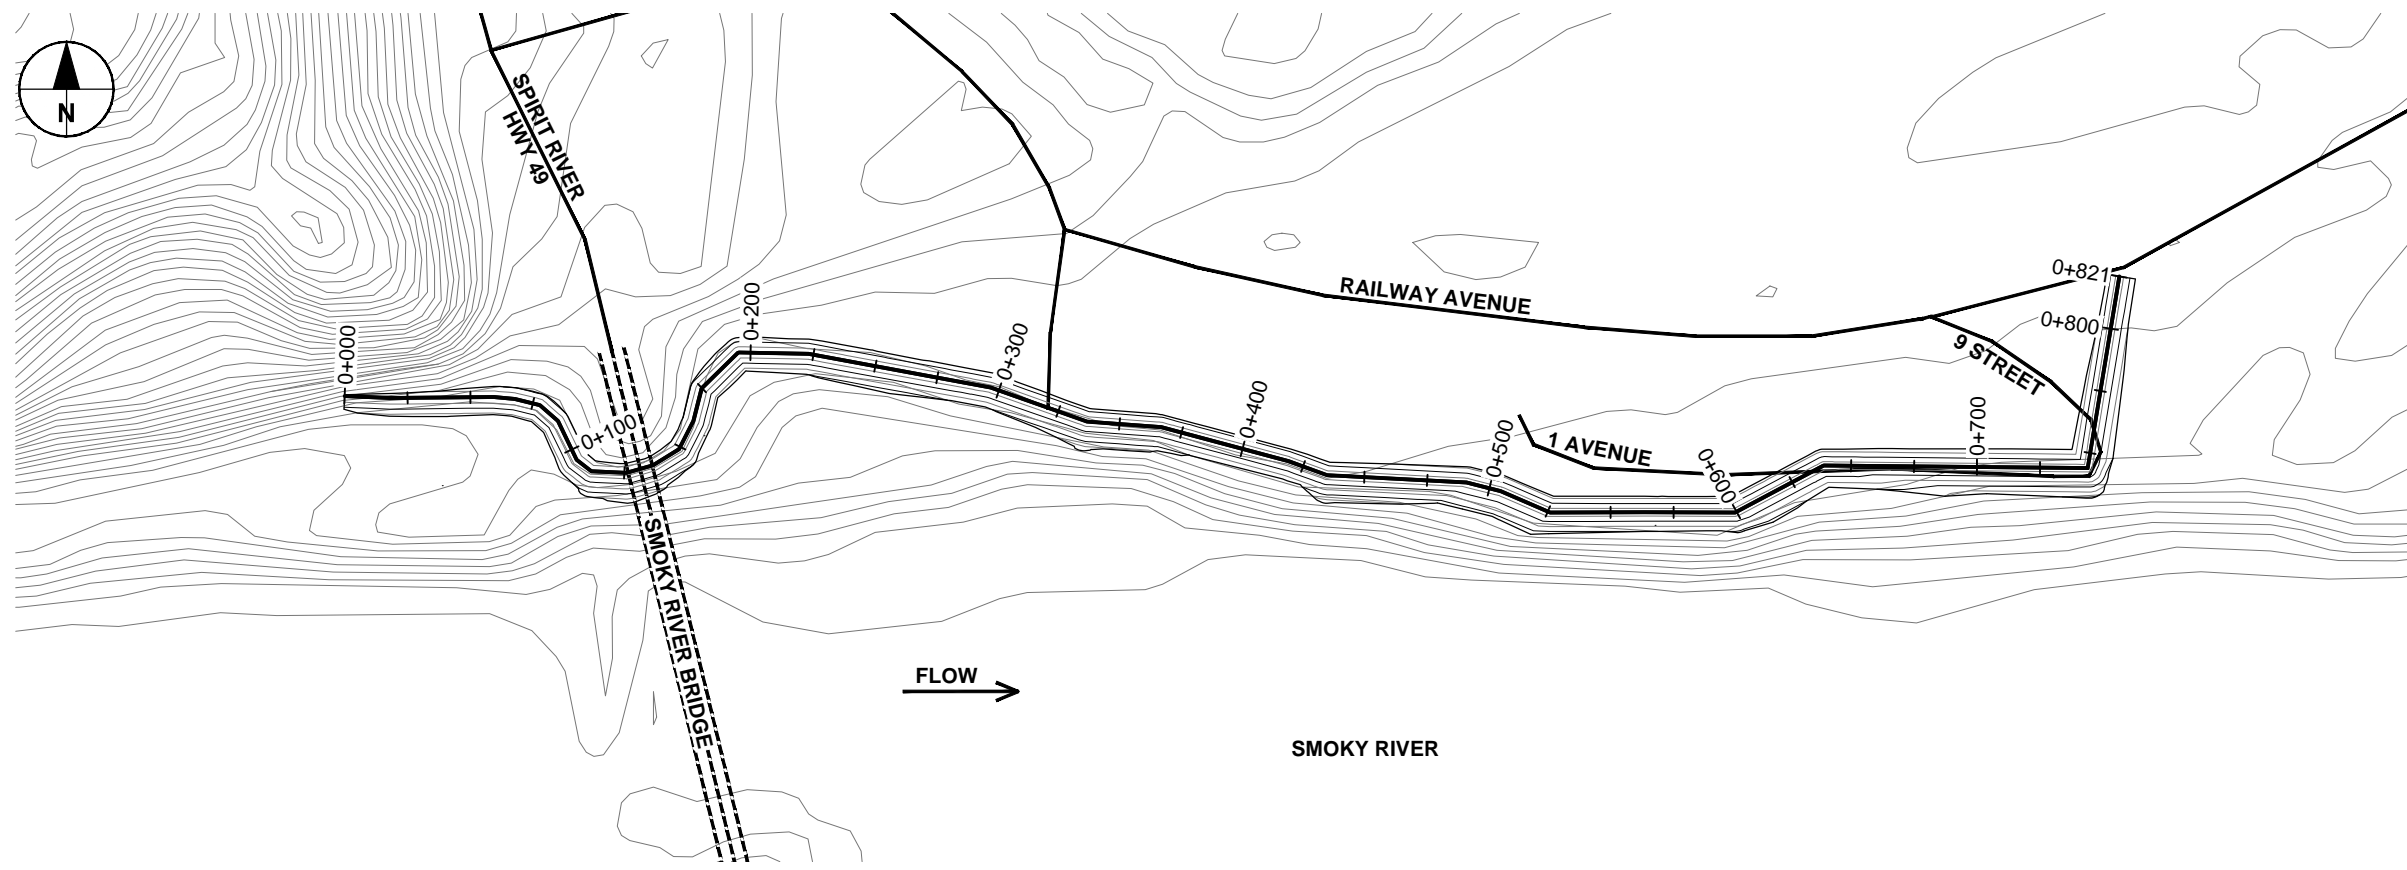 N
SPIRIT RIVER
HWY 49
0+000
0+100
0+200
0+300
0+400
0+500
0+600
0+700
0+800
0+821
RAILWAY AVENUE
9 STREET
1 AVENUE
SMOKY RIVER BRIDGE
FLOW
SMOKY RIVER